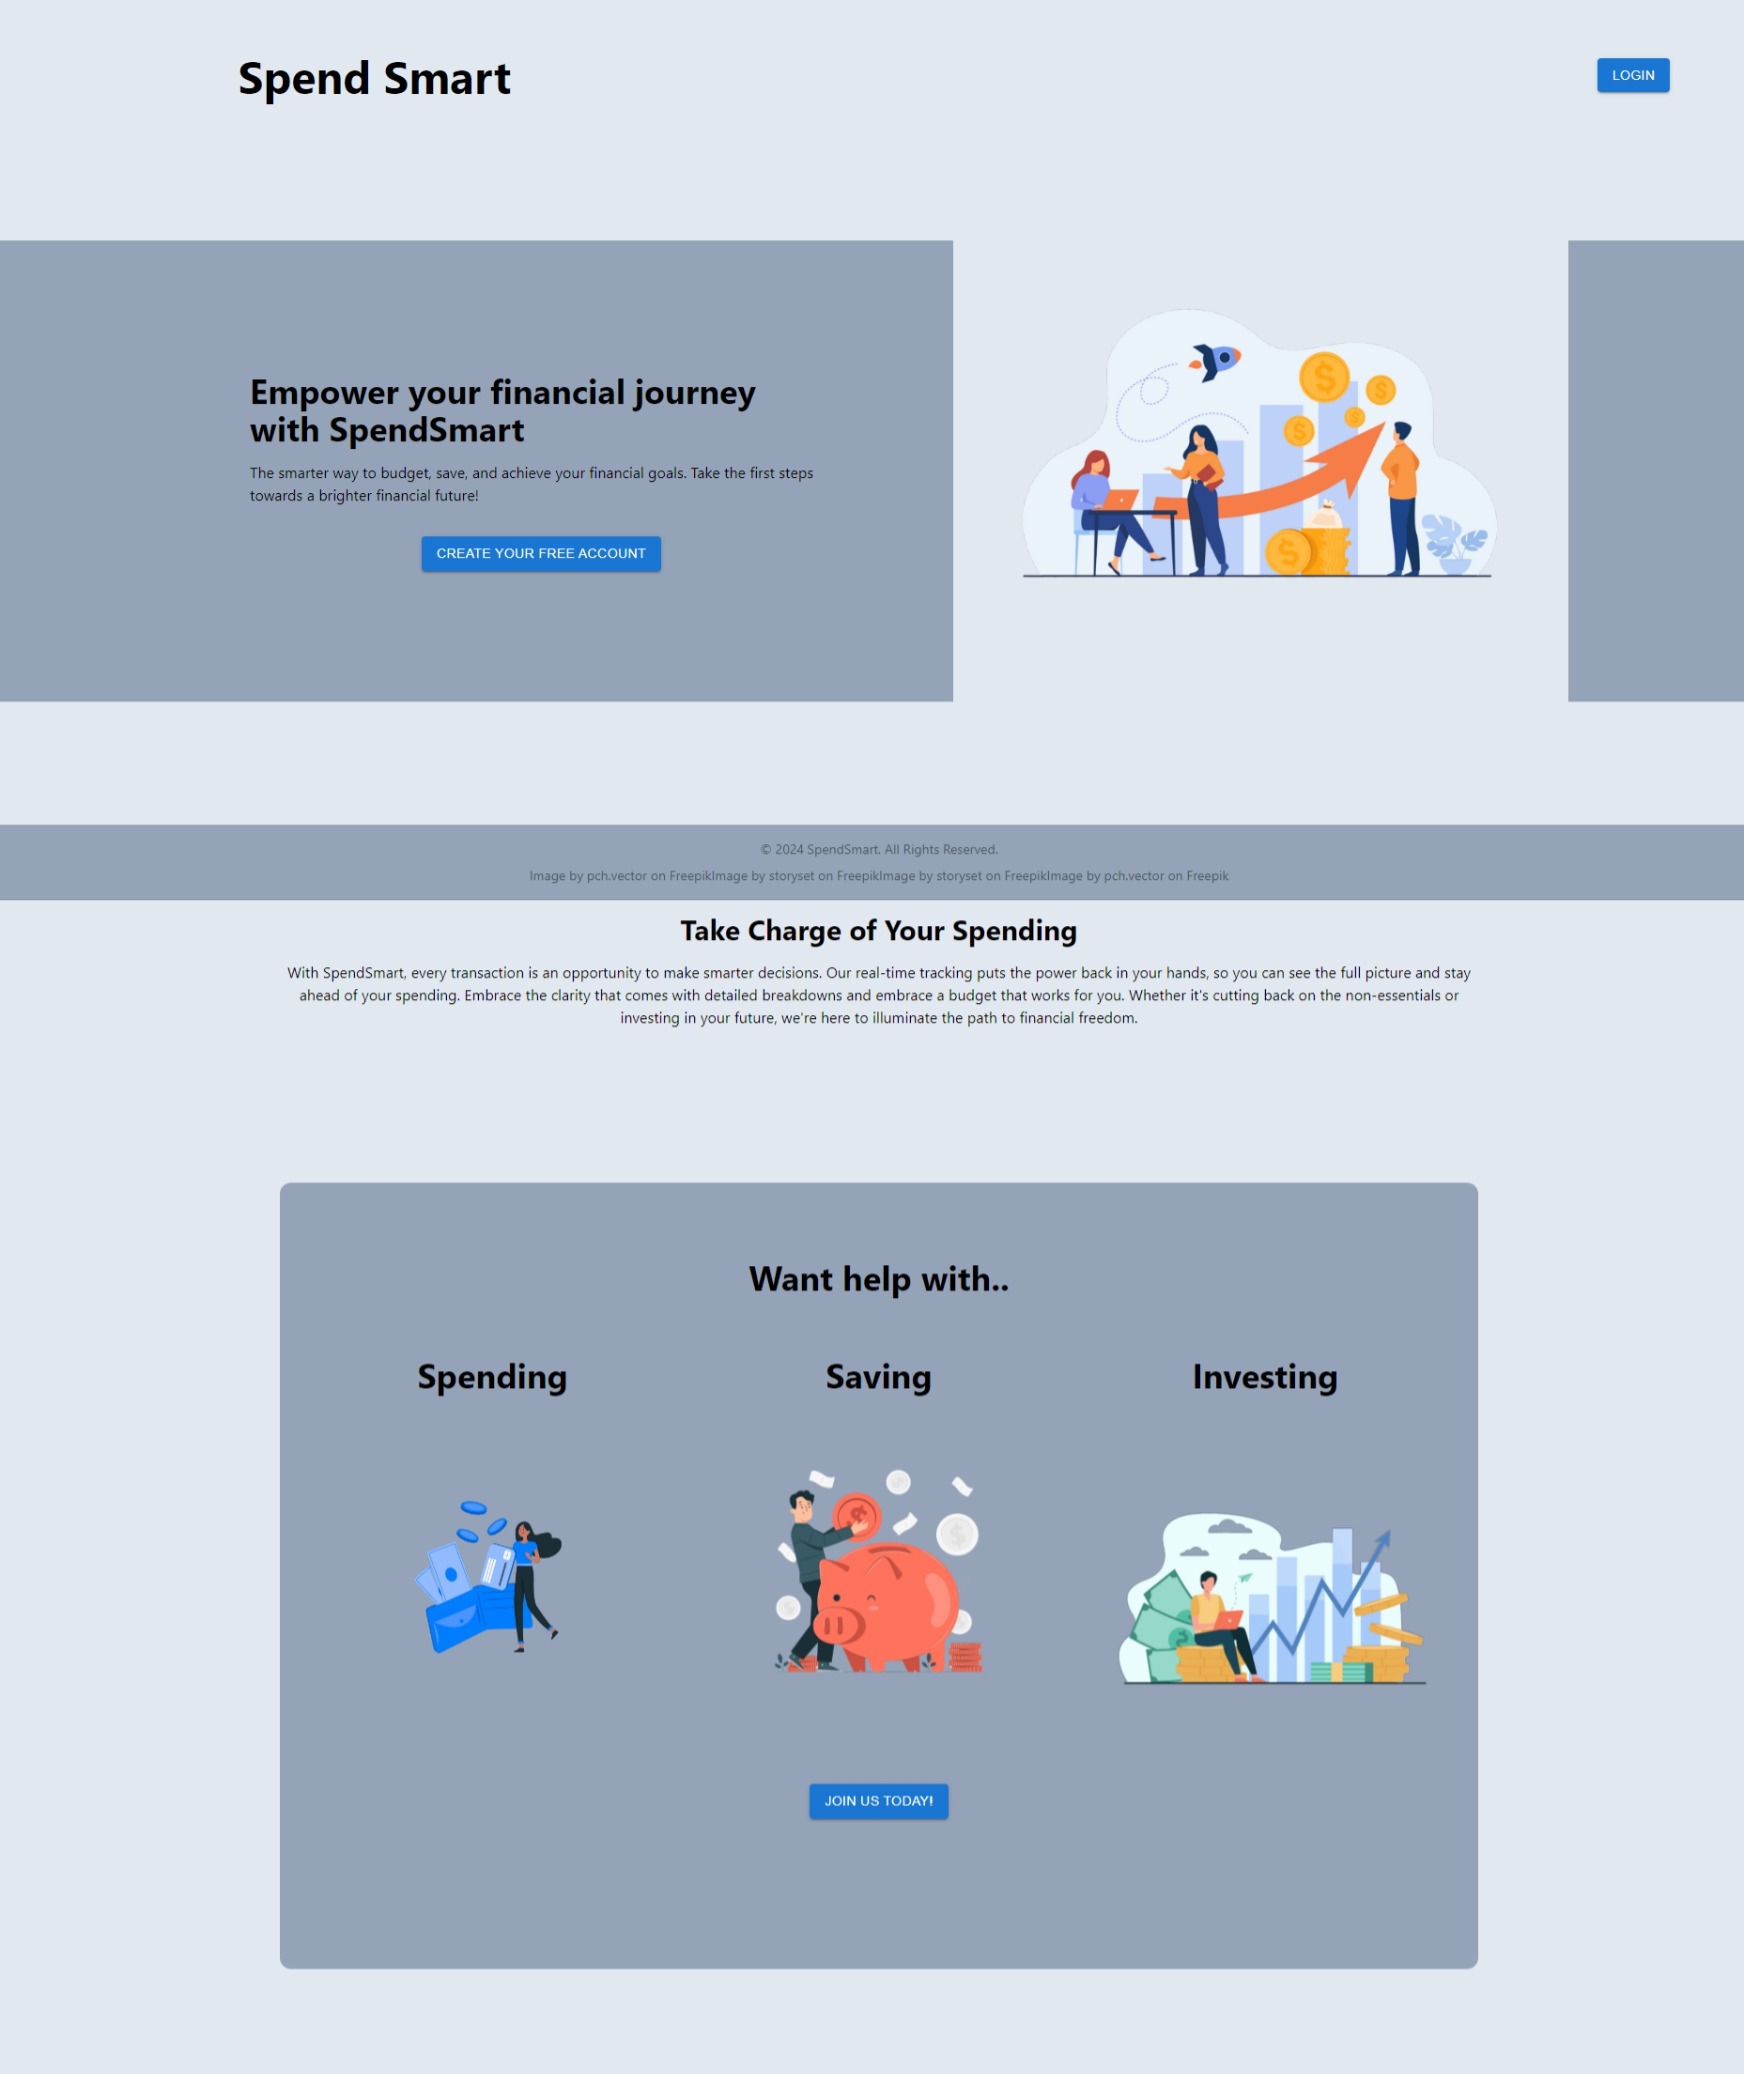 Spend Smart
LOGIN
Empower your financial journey
with SpendSmart
The smarter way to budget, save, and achieve your financial goals. Take the first steps
towards a brighter financial future!
CREATE YOUR FREE ACCOUNT
© 2024 SpendSmart. All Rights Reserved.
Image by pch.vector on FreepikImage by storyset on FreepikImage by storyset on FreepikImage by pch.vector on Freepik
Take Charge of Your Spending
With SpendSmart, every transaction is an opportunity to make smarter decisions. Our real-time tracking puts the power back in your hands, so you can see the full picture and stay
ahead of your spending. Embrace the clarity that comes with detailed breakdowns and embrace a budget that works for you. Whether it's cutting back on the non-essentials or
investing in your future, we're here to illuminate the path to financial freedom.
Want help with..
Spending
Saving
Investing
JOIN US TODAY!